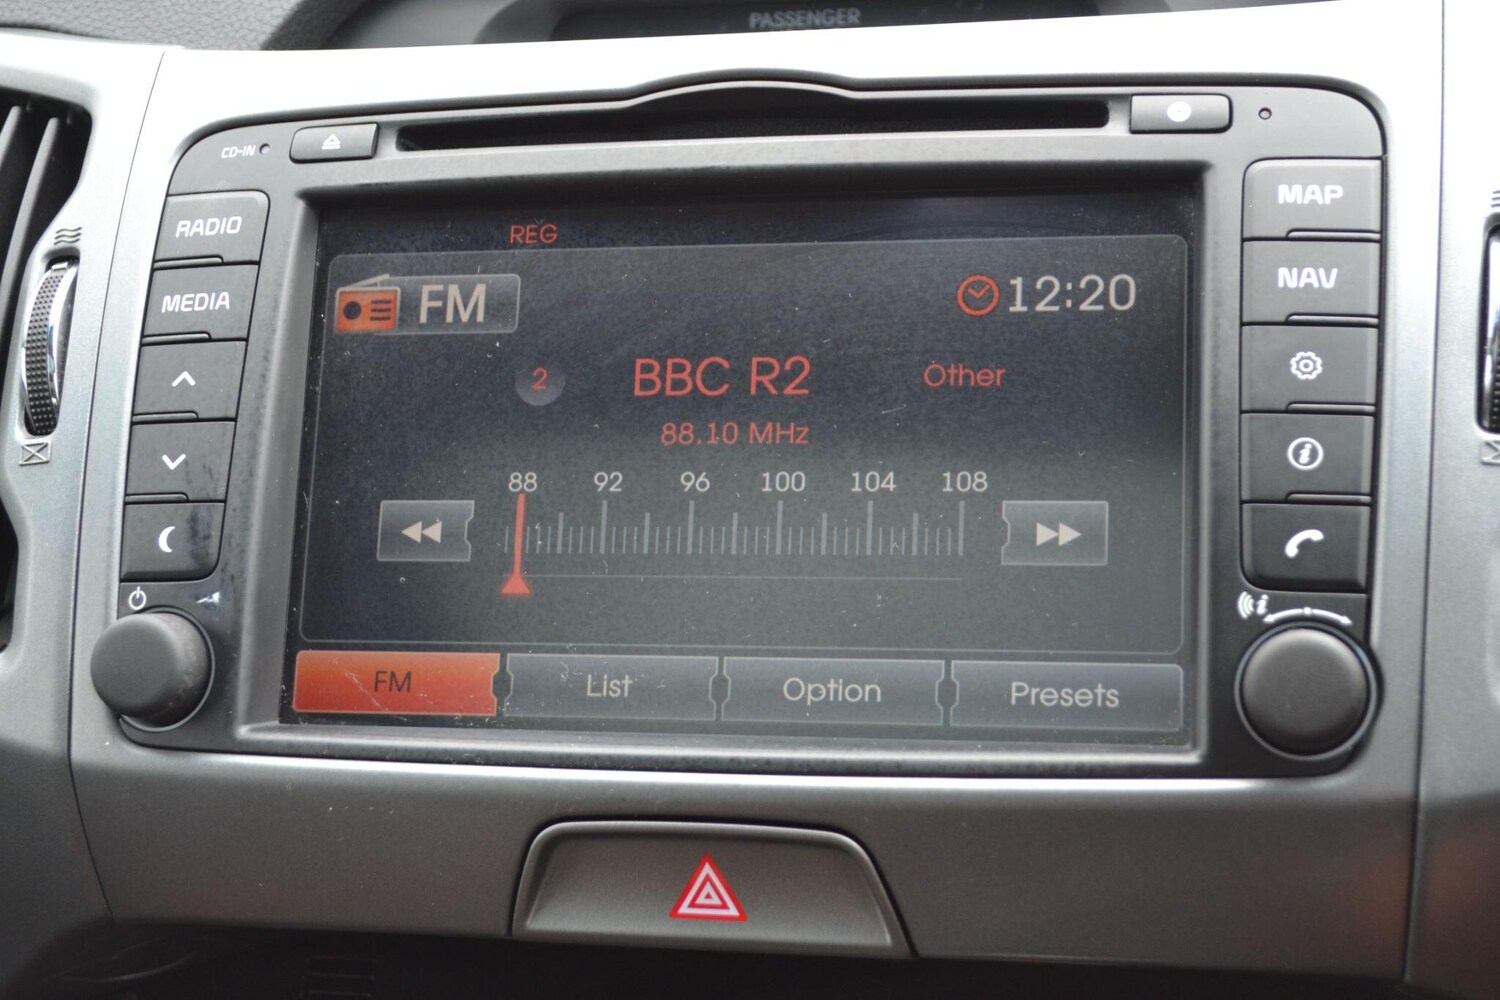 PASSENGER
CD-IN
RADIO
MEDIA
MAP
NAV
REG
FM
12:20
2
BBC R2
Other
88.10 MHz
88 92 96 100 104 108
FM
List
Option
Presets